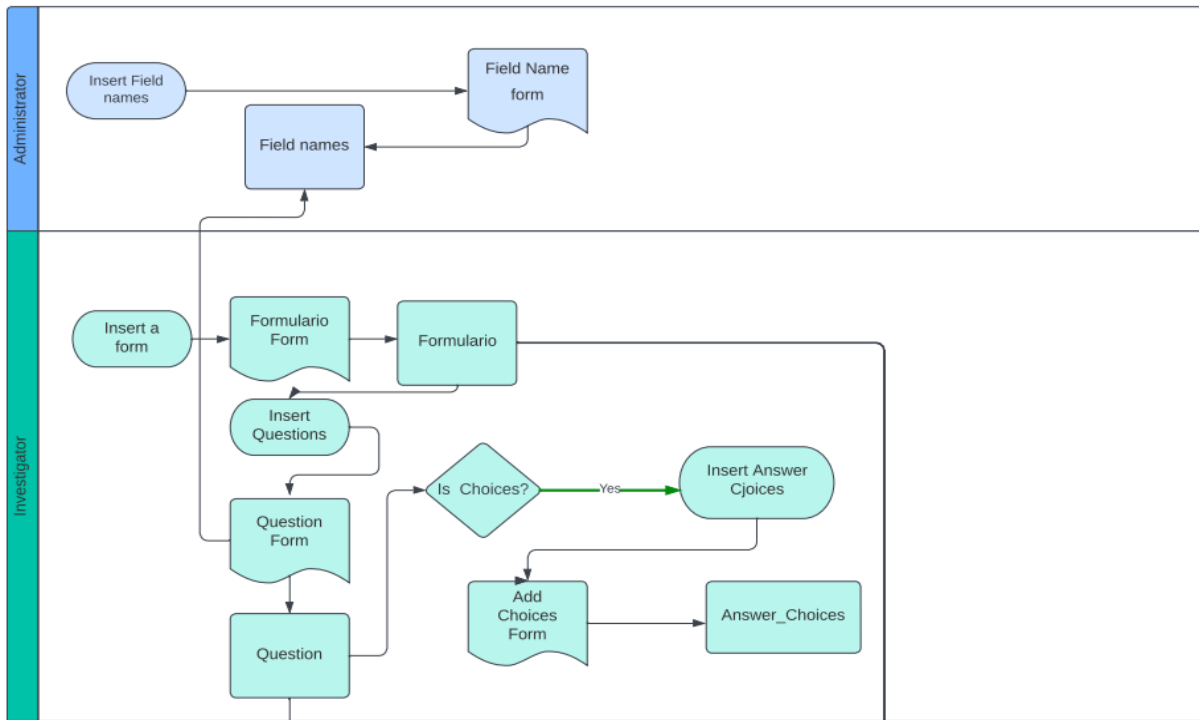 Administrator
Insert Field
names
Field Name
form
Field names
Investigator
Insert a
form
Formulario
Form
Formulario
Insert
Questions
Question
Form
Is Choices?
Yes
Insert Answer
Cjoices
Add
Choices
Form
Answer_Choices
Question